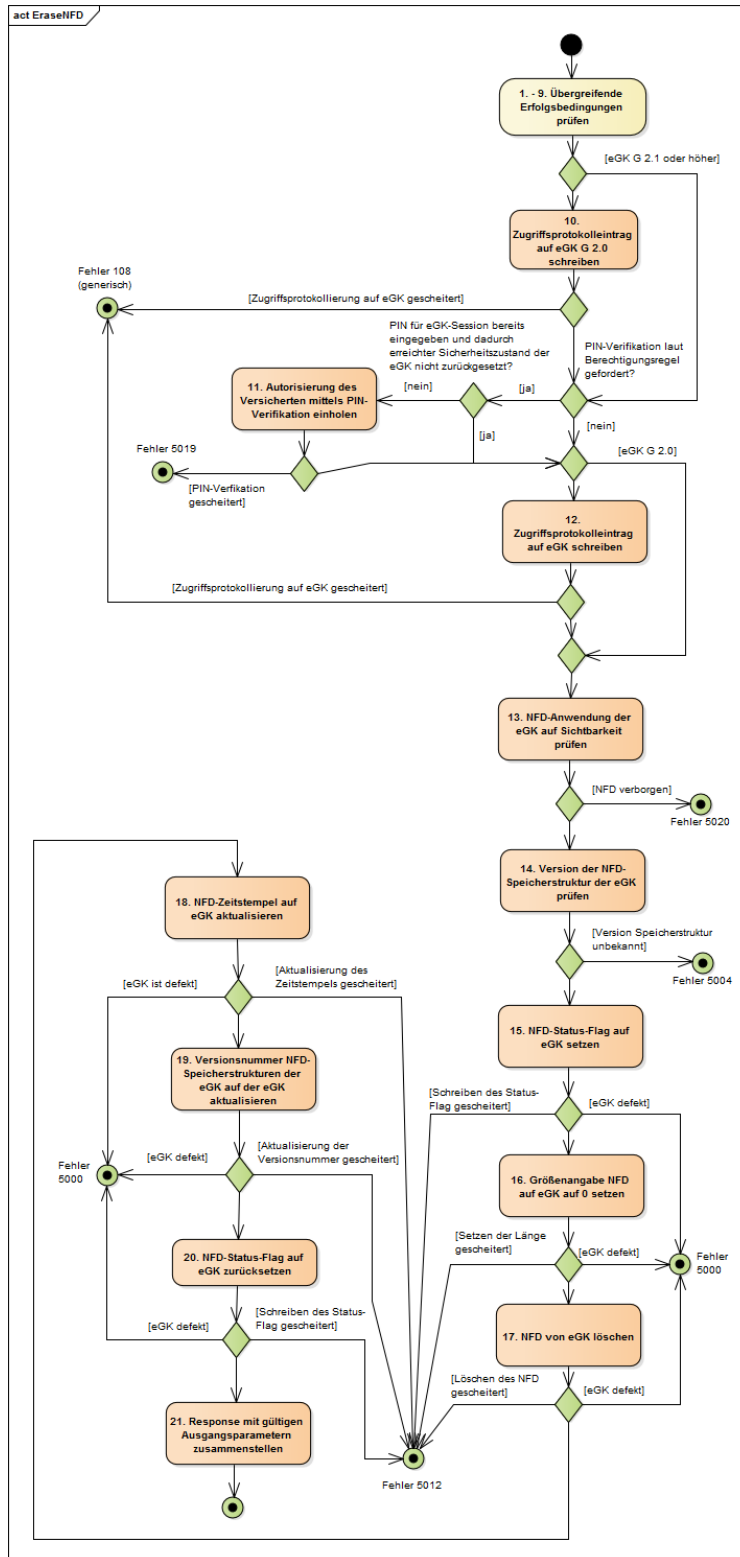 act EraseNFD
1. - 9. Übergreifende
Erfolgsbedingungen
prüfen
[eGK G 2.1 oder höher]
10.
Zugriffsprotokolleintrag
auf eGK G 2.0
schreiben
Fehler 108
(generisch)
[Zugriffsprotokollierung auf eGK gescheitert]
PIN für eGK-Session bereits
eingegeben und dadurch
erreichter Sicherheitszustand der
eGK nicht zurückgesetzt?
PIN-Verifikation laut
Berechtigungsregel
gefordert?
11. Autorisierung des
Versicherten mittels PIN-
Verifikation einholen
[nein]
[ja]
[nein]
[ja]
Fehler 5019
[eGK G 2.0]
[PIN-Verfikation
gescheitert]
12.
Zugriffsprotokolleintrag
auf eGK schreiben
[Zugriffsprotokollierung auf eGK gescheitert]
13. NFD-Anwendung der
eGK auf Sichtbarkeit
prüfen
[NFD verborgen]
Fehler 5020
14. Version der NFD-
Speicherstruktur der eGK
prüfen
18. NFD-Zeitstempel auf
eGK aktualisieren
[Version Speicherstruktur
unbekannt]
Fehler 5004
[eGK ist defekt]
[Aktualisierung des
Zeitstempels gescheitert]
15. NFD-Status-Flag auf
eGK setzen
19. Versionsnummer NFD-
Speicherstrukturen der
eGK auf der eGK
aktualisieren
[Schreiben des Status-
Flag gescheitert]
[eGK defekt]
Fehler
5000
[eGK defekt]
[Aktualisierung der
Versionsnummer gescheitert]
16. Größenangabe NFD
auf eGK auf 0 setzen
20. NFD-Status-Flag auf
eGK zurücksetzen
[Setzen der Länge
gescheitert]
[eGK defekt]
Fehler
5000
[eGK defekt]
[Schreiben des Status-
Flag gescheitert]
17. NFD von eGK löschen
[Löschen des NFD
gescheitert]
[eGK defekt]
21. Response mit gültigen
Ausgangsparametern
zusammenstellen
Fehler 5012